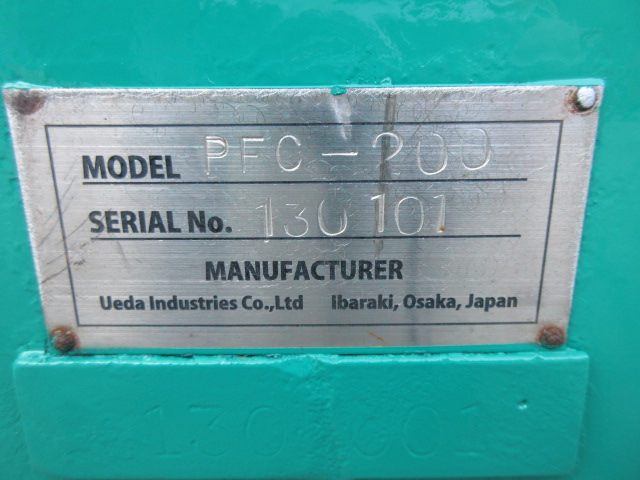 MODEL PFC-200
SERIAL No. 130101
MANUFACTURER
Ueda Industries Co.,Ltd Ibaraki, Osaka, Japan